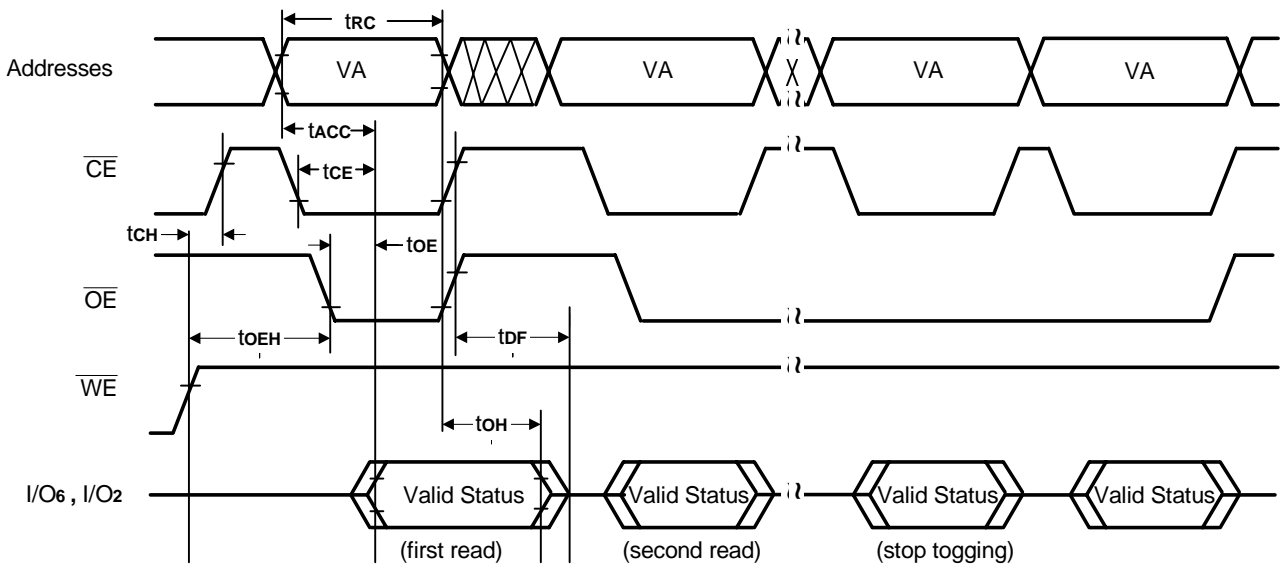 tRC
Addresses VA VA VA VA
tACC
CE tCE
tCH tOE
OE
tOEH tDF
WE
tOH
I/O6 , I/O2 Valid Status Valid Status Valid Status Valid Status
(first read) (second read) (stop togging)